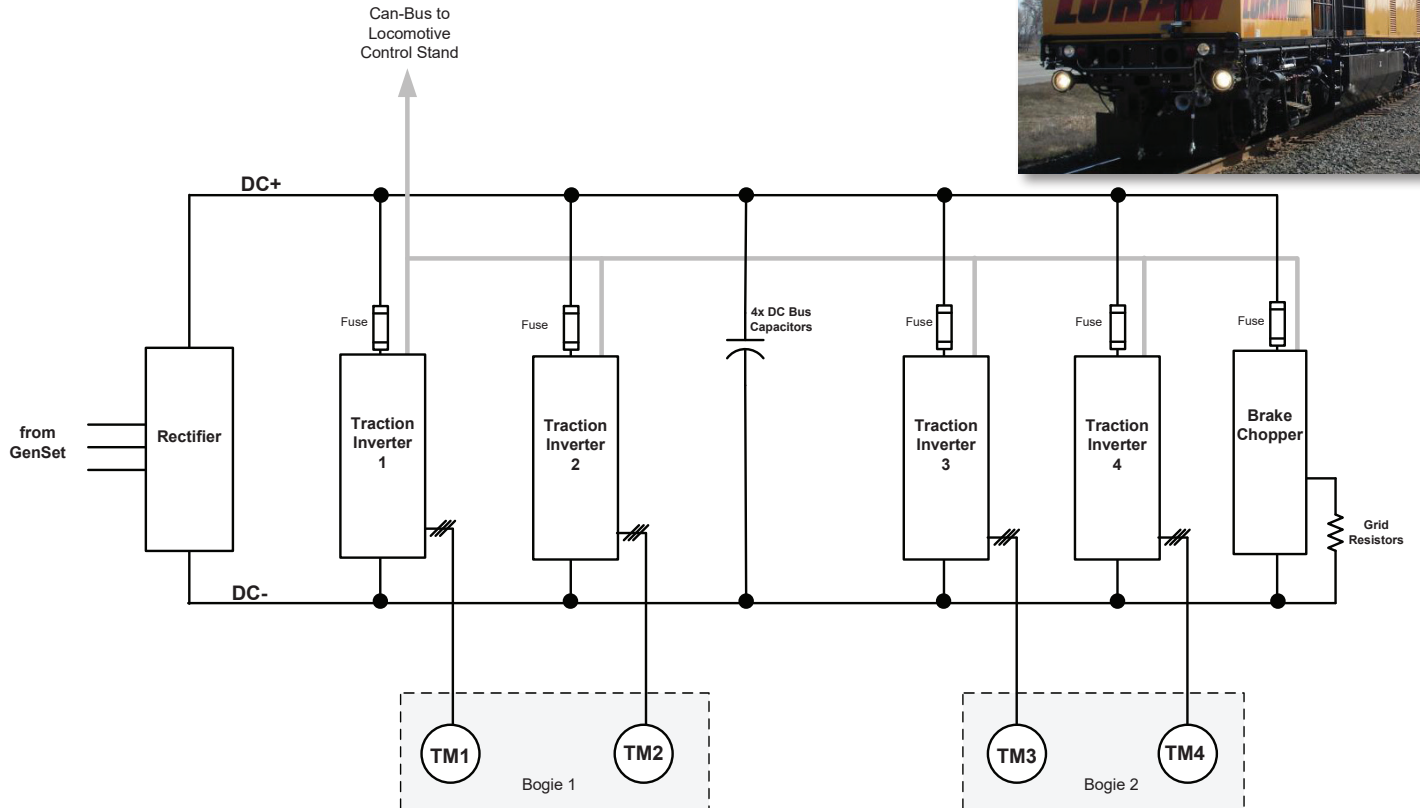 Can-Bus to
Locomotive
Control Stand
LORAM
DC+
Fuse
Fuse
4x DC Bus
Capacitors
Fuse
Fuse
Fuse
from
GenSet
Rectifier
Traction
Inverter
1
Traction
Inverter
2
Traction
Inverter
3
Traction
Inverter
4
Brake
Chopper
Grid
Resistors
DC-
TM1
TM2
TM3
TM4
Bogie 1
Bogie 2